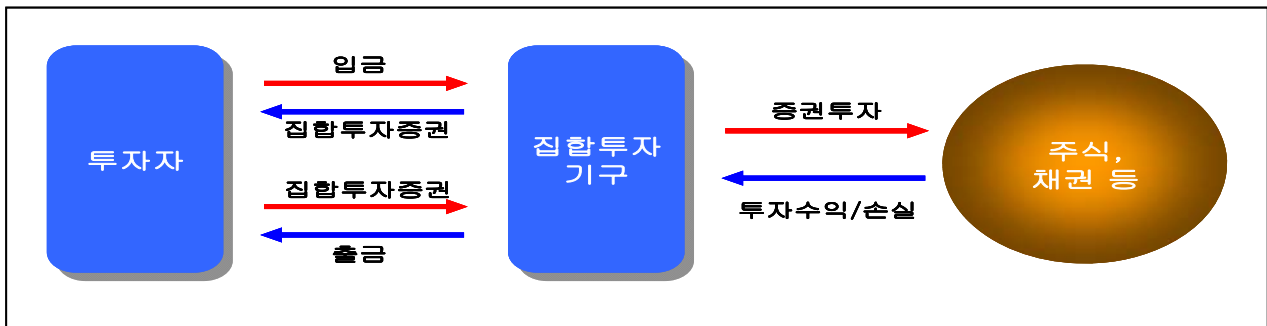 투자자
입금
집합투자증권
집합투자증권
출금
집합투자
기구
증권투자
투자수익/손실
주식,
채권 등